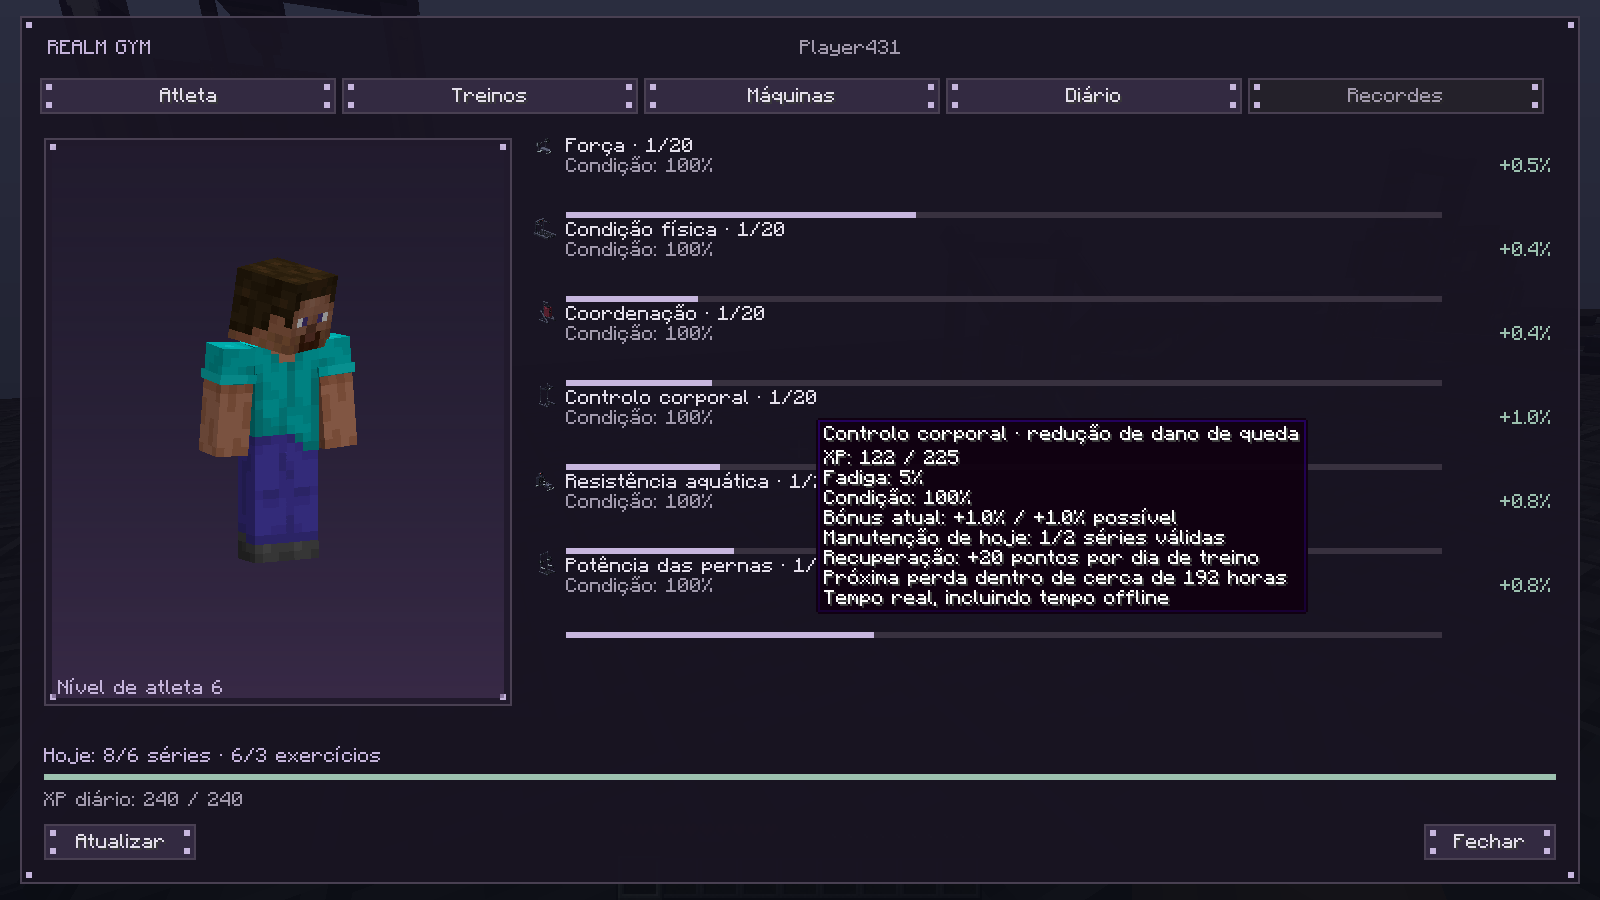 REALM GYM
Player431
Atleta
Treinos
Máquinas
Diário
Recordes
Força · 1/20
Condição: 100%
+0.5%
Condição física · 1/20
Condição: 100%
+0.4%
Coordenação · 1/20
Condição: 100%
+0.4%
Controlo corporal · 1/20
Condição: 100%
+1.0%
Resistência aquática · 1/
Condição: 100%
+0.8%
Potência das pernas · 1/
Condição: 100%
+0.8%
Controlo corporal · redução de dano de queda
XP: 122 / 225
Fadiga: 5%
Condição: 100%
Bónus atual: +1.0% / +1.0% possível
Manutenção de hoje: 1/2 séries válidas
Recuperação: +20 pontos por dia de treino
Próxima perda dentro de cerca de 192 horas
Tempo real, incluindo tempo offline
Nível de atleta 6
Hoje: 8/6 séries · 6/3 exercícios
XP diário: 240 / 240
Atualizar
Fechar